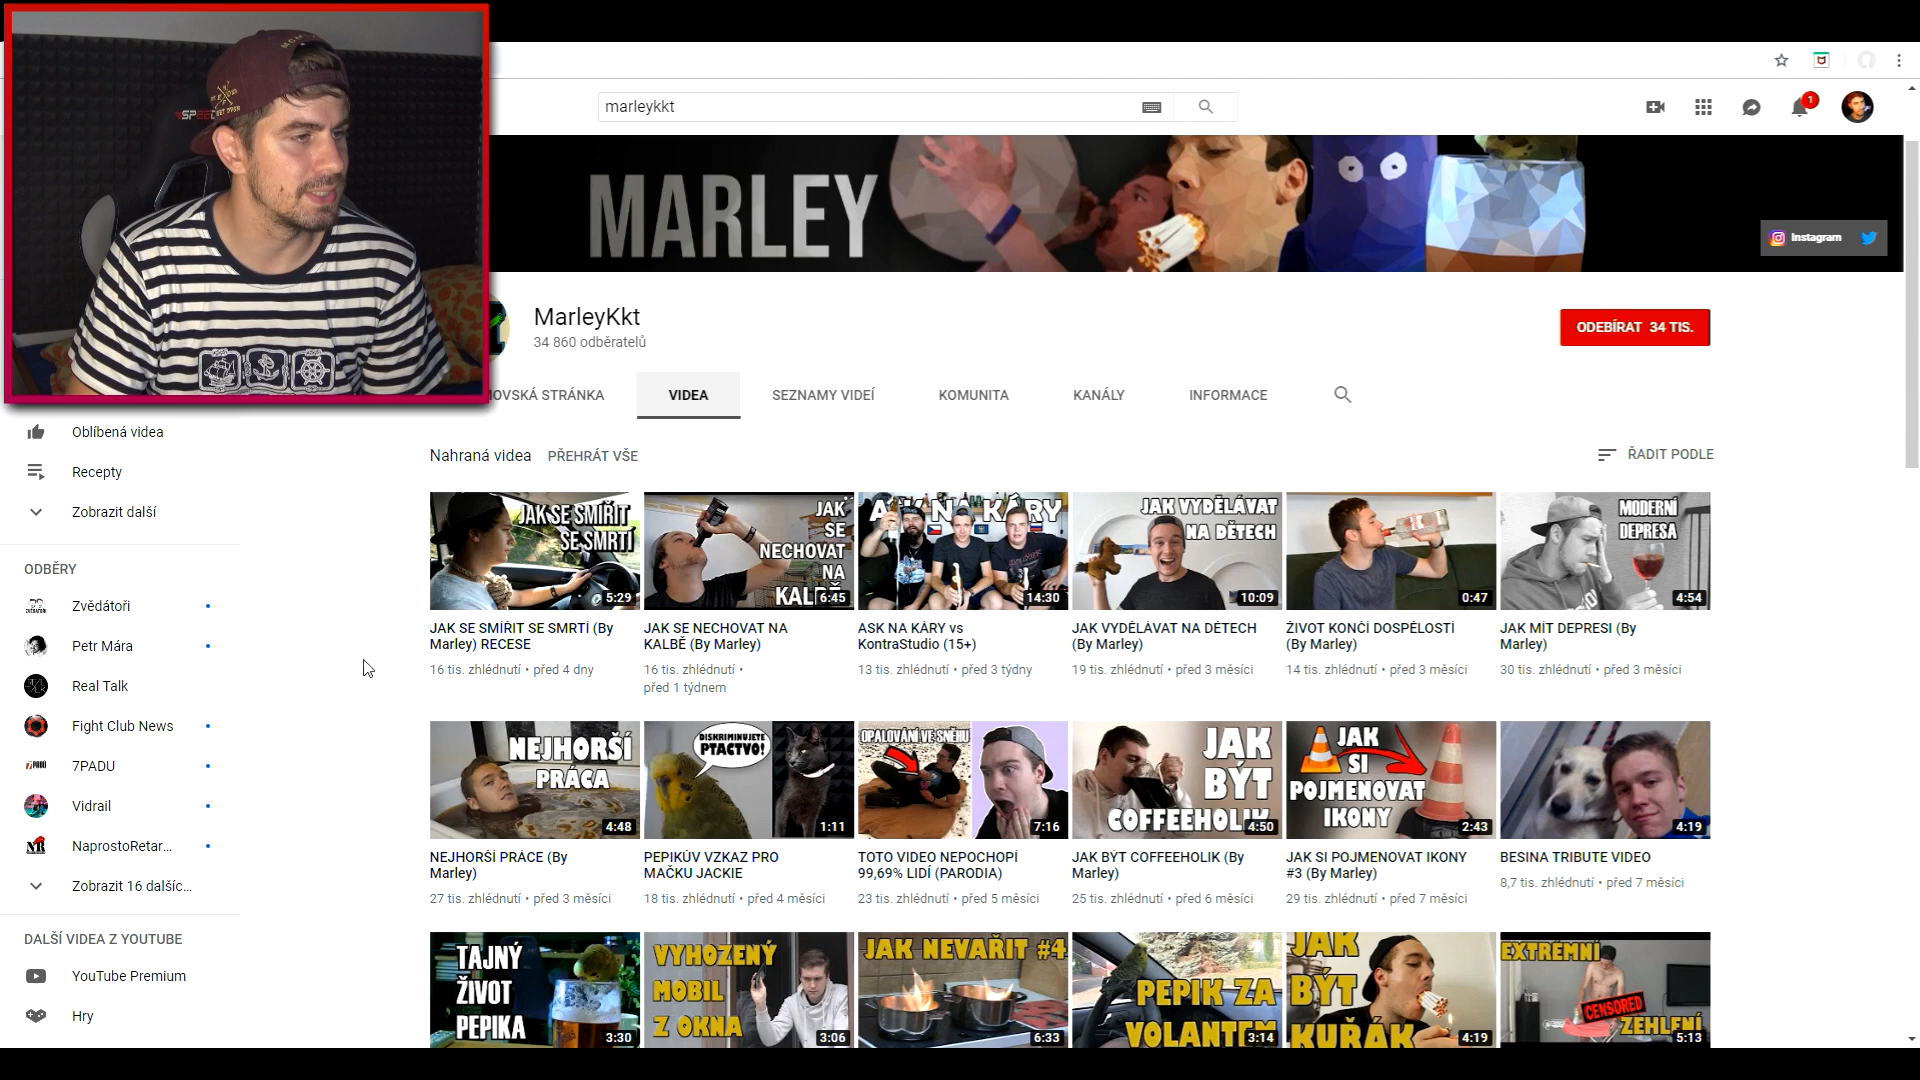 marleykkt
1
MARLEY
Instagram
MarleyKkt
34 860 odběratelů
ODEBÍRAT 34 TIS.
MOVSKÁ STRÁNKA
VIDEA
SEZNAMY VIDEÍ
KOMUNITA
KANÁLY
INFORMACE
Oblíbená videa
Recepty
Zobrazit další
ODBĚRY
Zvědátoři
Petr Mára
Real Talk
Fight Club News
7PADU
Vidrail
NaprostoRetar...
Zobrazit 16 dalšíc...
DALŠÍ VIDEA Z YOUTUBE
YouTube Premium
Hry
Nahraná videa
PŘEHRÁT VŠE
ŘADIT PODLE
JAK SE SMÍŘIT
SE SMRTÍ
5:29
JAK SE SMÍŘIT SE SMRTÍ (By
Marley) RECESE
16 tis. zhlédnutí • před 4 dny
JAK
SE
NECHOVAT
NA
KALBĚ
6:45
JAK SE NECHOVAT NA
KALBĚ (By Marley)
16 tis. zhlédnutí •
před 1 týdnem
ASK NA KÁRY
14:30
ASK NA KÁRY vs
KontraStudio (15+)
13 tis. zhlédnutí • před 3 týdny
JAK VYDĚLÁVAT
NA DĚTECH
10:09
JAK VYDĚLÁVAT NA DĚTECH
(By Marley)
19 tis. zhlédnutí • před 3 měsíci
0:47
ŽIVOT KONČÍ DOSPĚLOSTÍ
(By Marley)
14 tis. zhlédnutí • před 3 měsíci
MODERNÍ
DEPRESA
4:54
JAK MÍT DEPRESI (By
Marley)
30 tis. zhlédnutí • před 3 měsíci
NEJHORŠÍ
PRÁCA
4:48
NEJHORŠÍ PRÁCE (By
Marley)
27 tis. zhlédnutí • před 3 měsíci
DISKRIMINUJETE
PTACTVO!
1:11
PEPIKŮV VZKAZ PRO
MAČKU JACKIE
18 tis. zhlédnutí • před 4 měsíci
OPALOVÁNÍ VE SNĚHU
7:16
TOTO VIDEO NEPOCHOPÍ
99,69% LIDÍ (PARODIA)
23 tis. zhlédnutí • před 5 měsíci
JAK
BÝT
COFFEEHOLIK
4:50
JAK BÝT COFFEEHOLIK (By
Marley)
25 tis. zhlédnutí • před 6 měsíci
JAK
SI
POJMENOVAT
IKONY
2:43
JAK SI POJMENOVAT IKONY
#3 (By Marley)
29 tis. zhlédnutí • před 7 měsíci
4:19
BESINA TRIBUTE VIDEO
8,7 tis. zhlédnutí • před 7 měsíci
TAJNÝ
ŽIVOT
PEPIKA
3:30
VYHOZENÝ
MOBIL
Z OKNA
3:06
JAK NEVAŘIT #4
6:33
PEPIK ZA
VOLANTEM
3:14
JAK
BÝT
KUŘÁK
4:19
EXTREMNÍ
CENSORED
ŽEHLENÍ
5:13